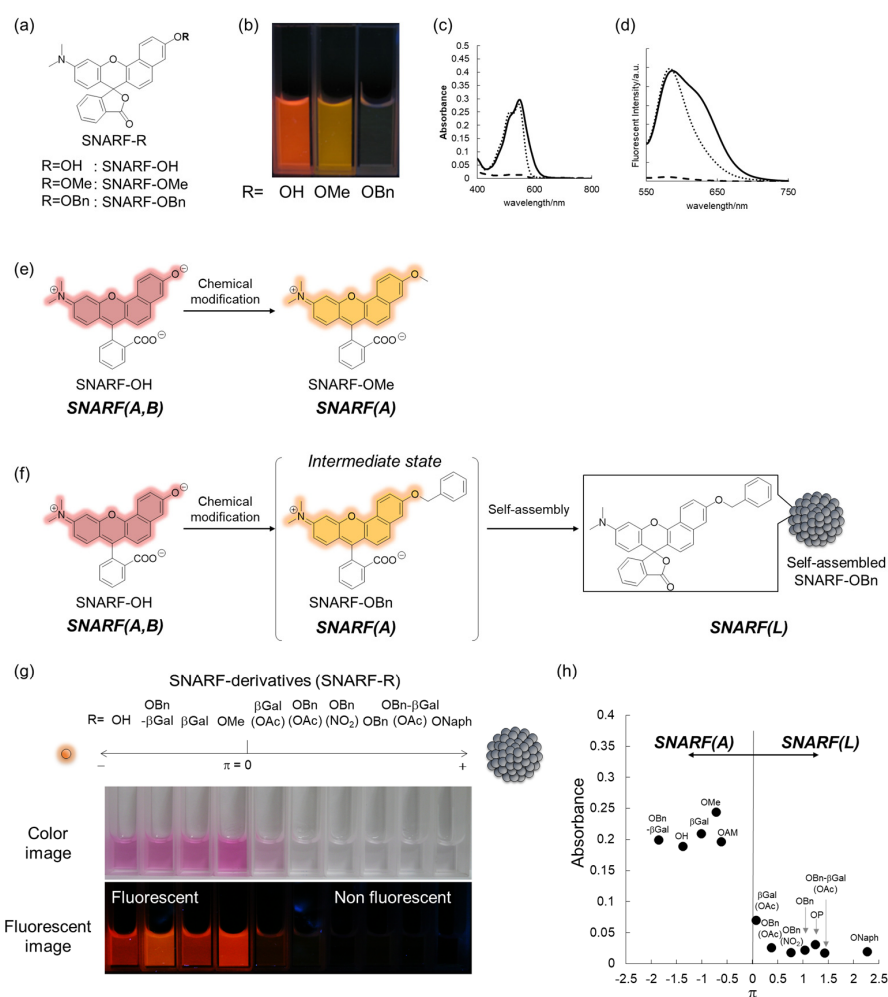 (a)
N
O
OR
O
O
SNARF-R
R=OH : SNARF-OH
R=OMe : SNARF-OMe
R=OBn : SNARF-OBn
(b)
R= OH OMe OBn
(c)
Absorbance
0.5
0.45
0.4
0.35
0.3
0.25
0.2
0.15
0.1
0.05
0
400 600 800
wavelength/nm
(d)
Fluorescent Intensity/a.u.
550 650 750
wavelength/nm
(e)
N
⊕
O
O
⊖
COO ⊖
SNARF-OH
SNARF(A,B)
Chemical
modification
N
⊕
O
O
COO ⊖
SNARF-OMe
SNARF(A)
(f)
N
⊕
O
O
⊖
COO ⊖
SNARF-OH
SNARF(A,B)
Chemical
modification
Intermediate state
N
⊕
O
O
COO ⊖
SNARF-OBn
SNARF(A)
Self-assembly
N
O
O
O
O
Self-assembled
SNARF-OBn
SNARF(L)
(g)
SNARF-derivatives (SNARF-R)
R= OH
OBn
-βGal
βGal
OMe
βGal
(OAc)
OBn
(OAc)
OBn
(NO2)
OBn
OBn-βGal
(OAc)
ONaph
− π = 0 +
Color
image
Fluorescent
image
Fluorescent Non fluorescent
(h)
Absorbance
0.4
0.35
0.3
0.25
0.2
0.15
0.1
0.05
0
SNARF(A) SNARF(L)
OBn
-βGal
OH
βGal
OMe
OAM
βGal
(OAc)
OBn
(OAc)
OBn
(NO2)
OBn
OP
OBn-βGal
(OAc)
ONaph
-2.5 -2 -1.5 -1 -0.5 0 0.5 1 1.5 2 2.5
π